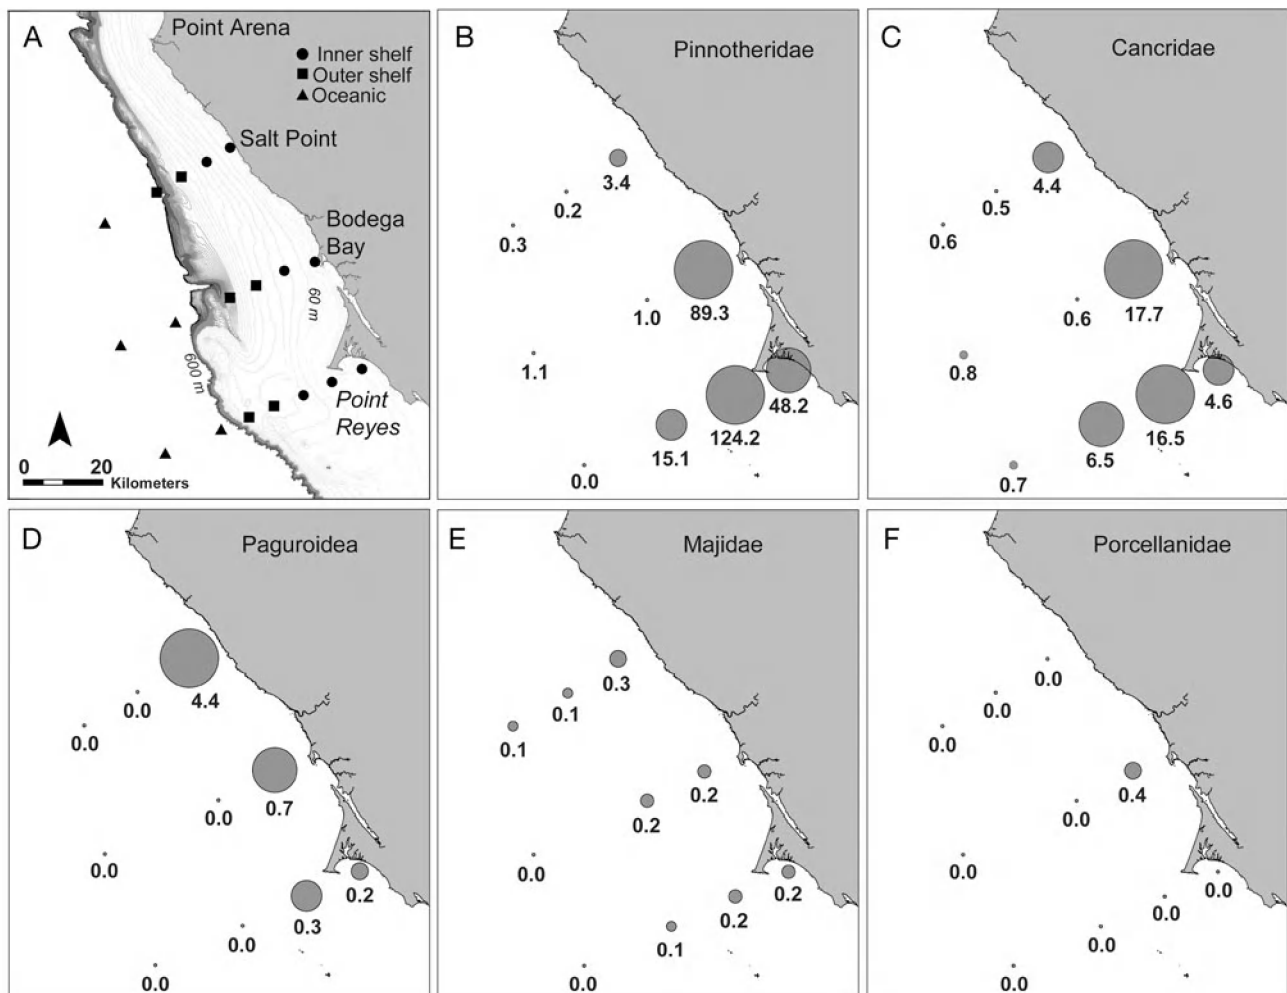 A
Point Arena
Inner shelf
Outer shelf
Oceanic
Salt Point
Bodega
Bay
60 m
600 m
Point
Reyes
0 20
Kilometers
B
Pinnotheridae
3.4
0.2
0.3
89.3
1.0
1.1
48.2
124.2
15.1
0.0
C
Cancridae
4.4
0.5
0.6
17.7
0.6
0.8
4.6
16.5
6.5
0.7
D
Paguroidea
4.4
0.0
0.0
0.7
0.0
0.0
0.2
0.3
0.0
0.0
E
Majidae
0.3
0.1
0.1
0.2
0.2
0.0
0.2
0.2
0.1
0.0
F
Porcellanidae
0.0
0.0
0.0
0.4
0.0
0.0
0.0
0.0
0.0
0.0